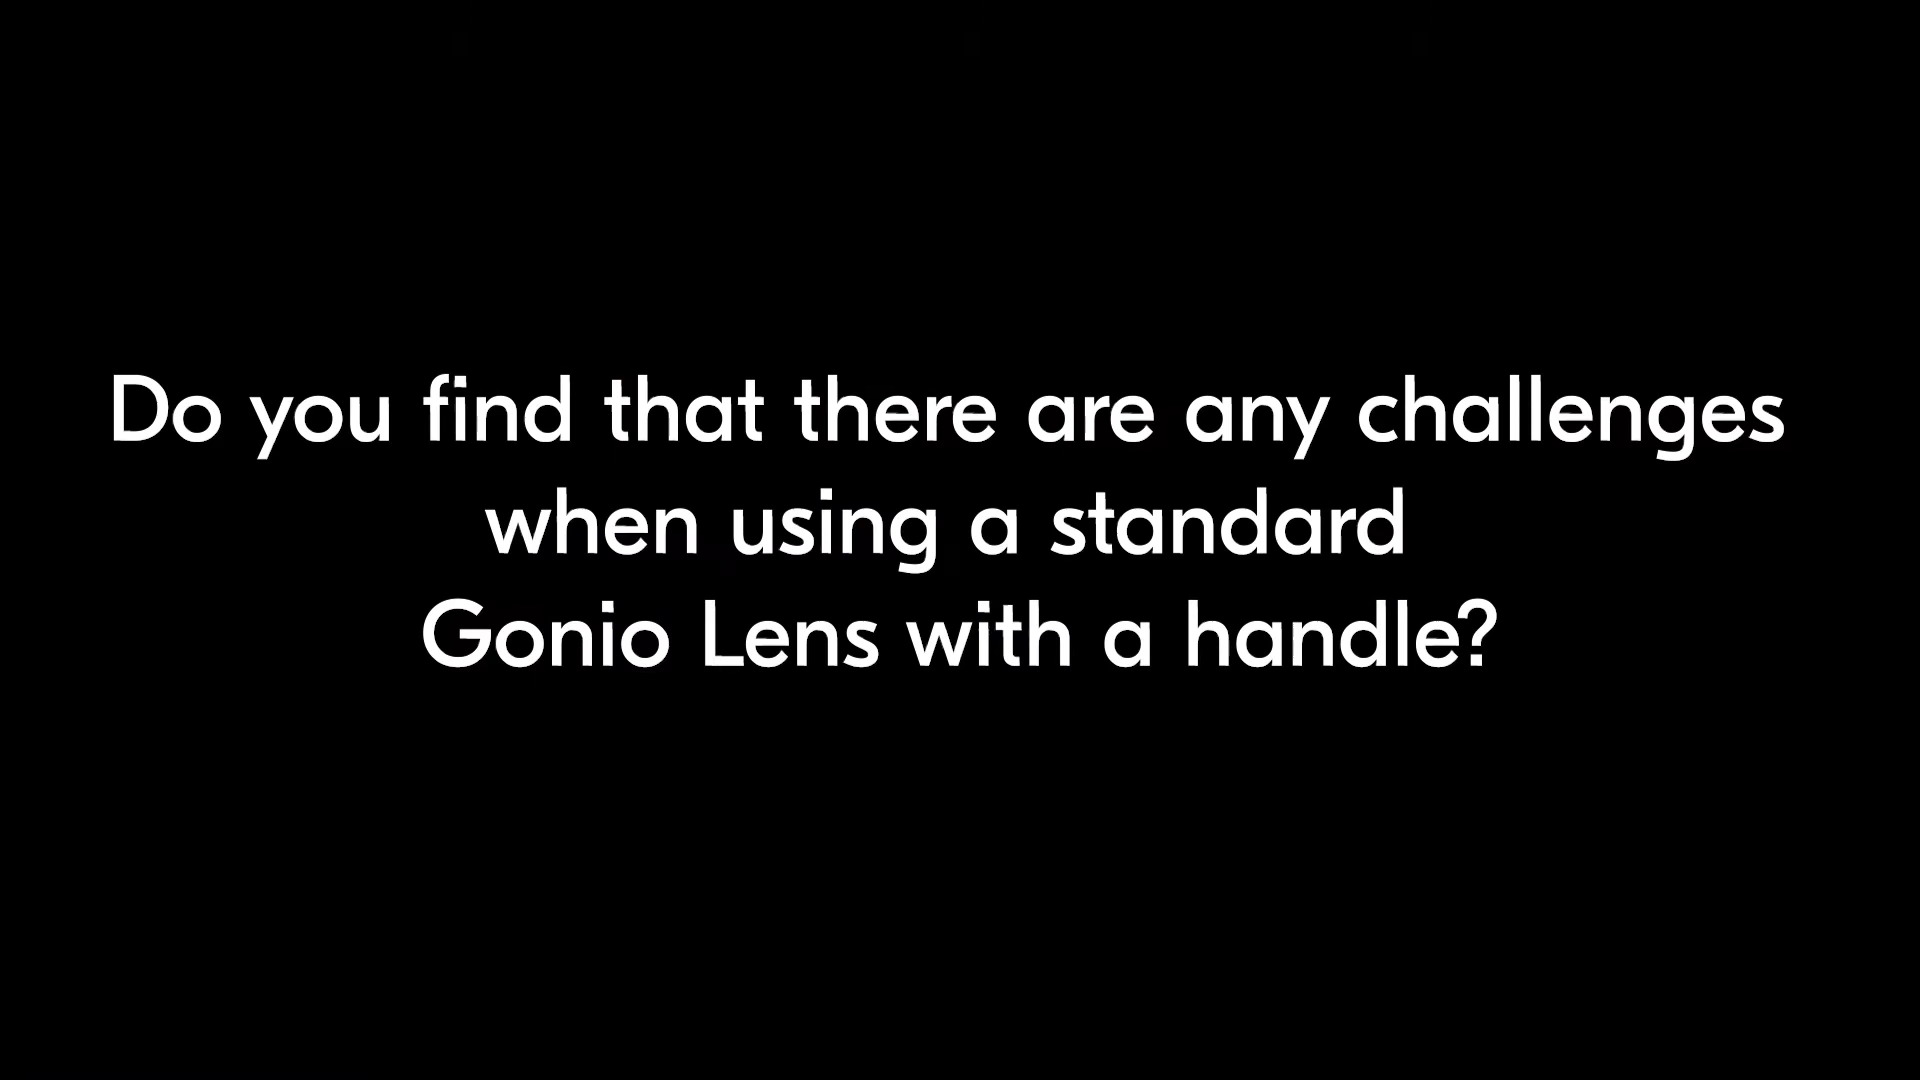 Do you find that there are any challenges
when using a standard
Gonio Lens with a handle?